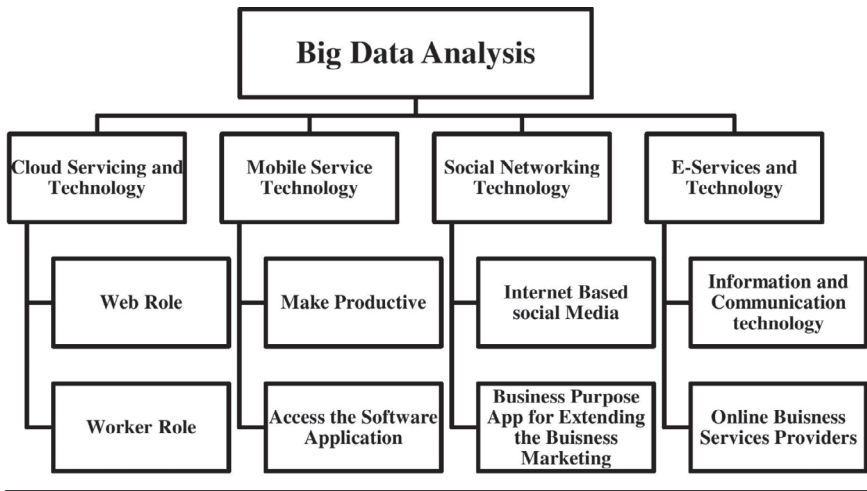 Big Data Analysis
Cloud Servicing and
Technology
Mobile Service
Technology
Social Networking
Technology
E-Services and
Technology
Web Role
Make Productive
Internet Based
social Media
Information and
Communication
technology
Worker Role
Access the Software
Application
Business Purpose
App for Extending
the Buisness
Marketing
Online Buisness
Services Providers